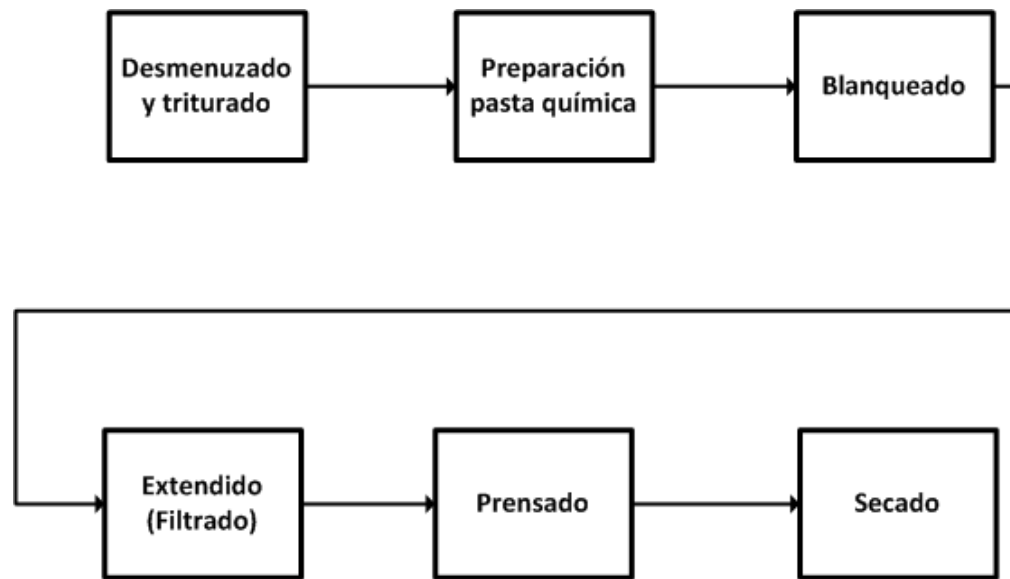 Desmenuzado
y triturado
Preparación
pasta química
Blanqueado
Extendido
(Filtrado)
Prensado
Secado